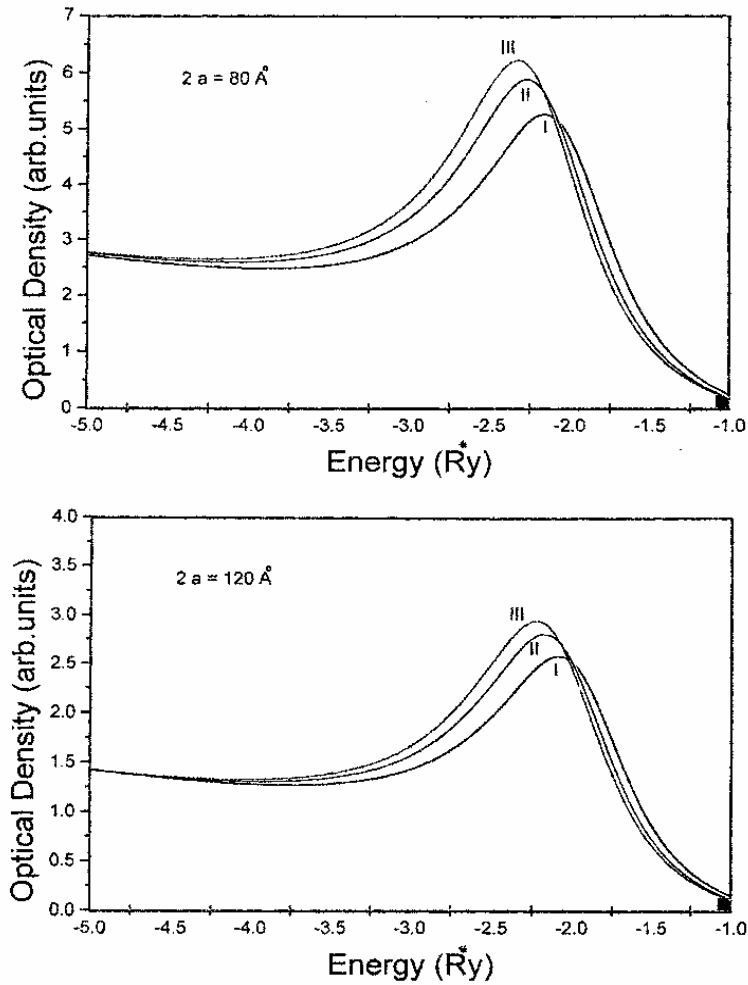 7
6
5
4
3
2
1
0
Optical Density (arb.units)
2 a = 80 Å
III
II
I
-5.0 -4.5 -4.0 -3.5 -3.0 -2.5 -2.0 -1.5 -1.0
Energy (R*y)
4.0
3.5
3.0
2.5
2.0
1.5
1.0
0.5
0.0
Optical Density (arb.units)
2 a = 120 Å
III
II
I
-5.0 -4.5 -4.0 -3.5 -3.0 -2.5 -2.0 -1.5 -1.0
Energy (R*y)